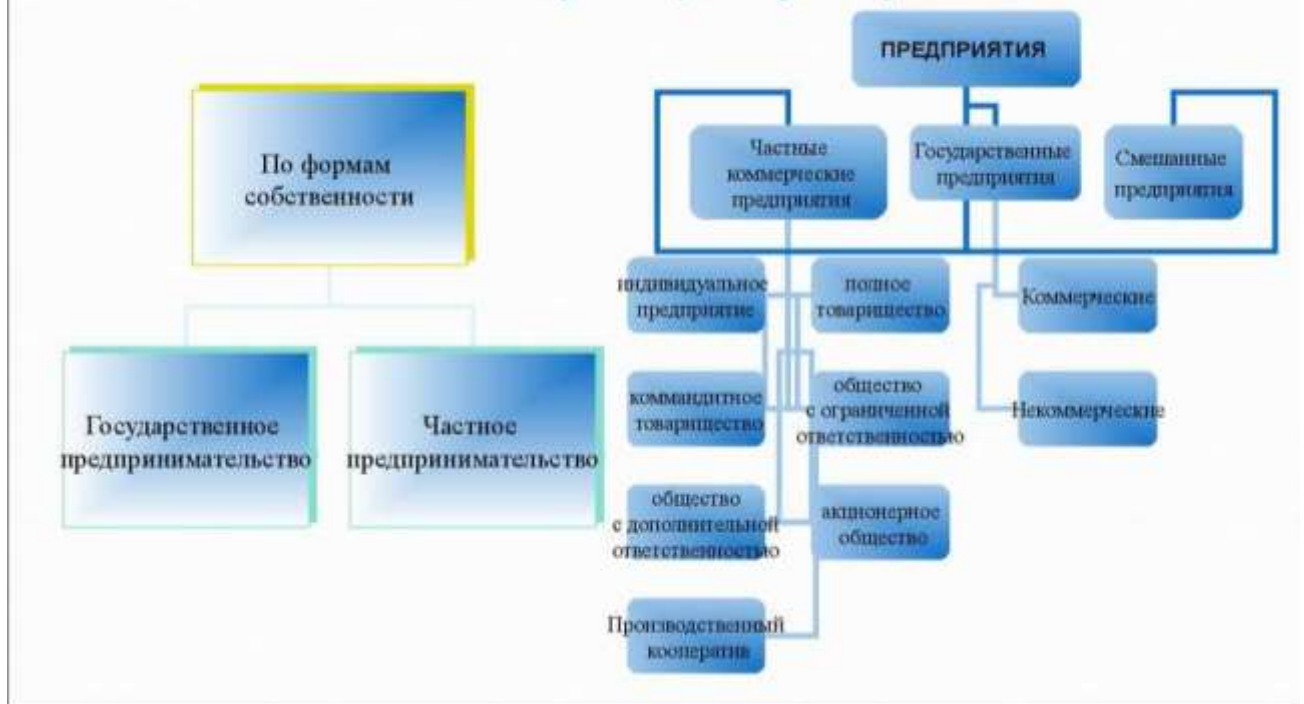 По формам
собственности
Государственное
предпринимательство
Частное
предпринимательство
ПРЕДПРИЯТИЯ
Частные
коммерческие
предприятия
Государственные
предприятия
Смешанные
предприятия
индивидуальное
предприятие
полное
товарищество
Коммерческие
коммандитное
товарищество
общество
с ограниченной
ответственностью
Некоммерческие
общество
с дополнительной
ответственностью
акционерное
общество
Производственный
кооператив